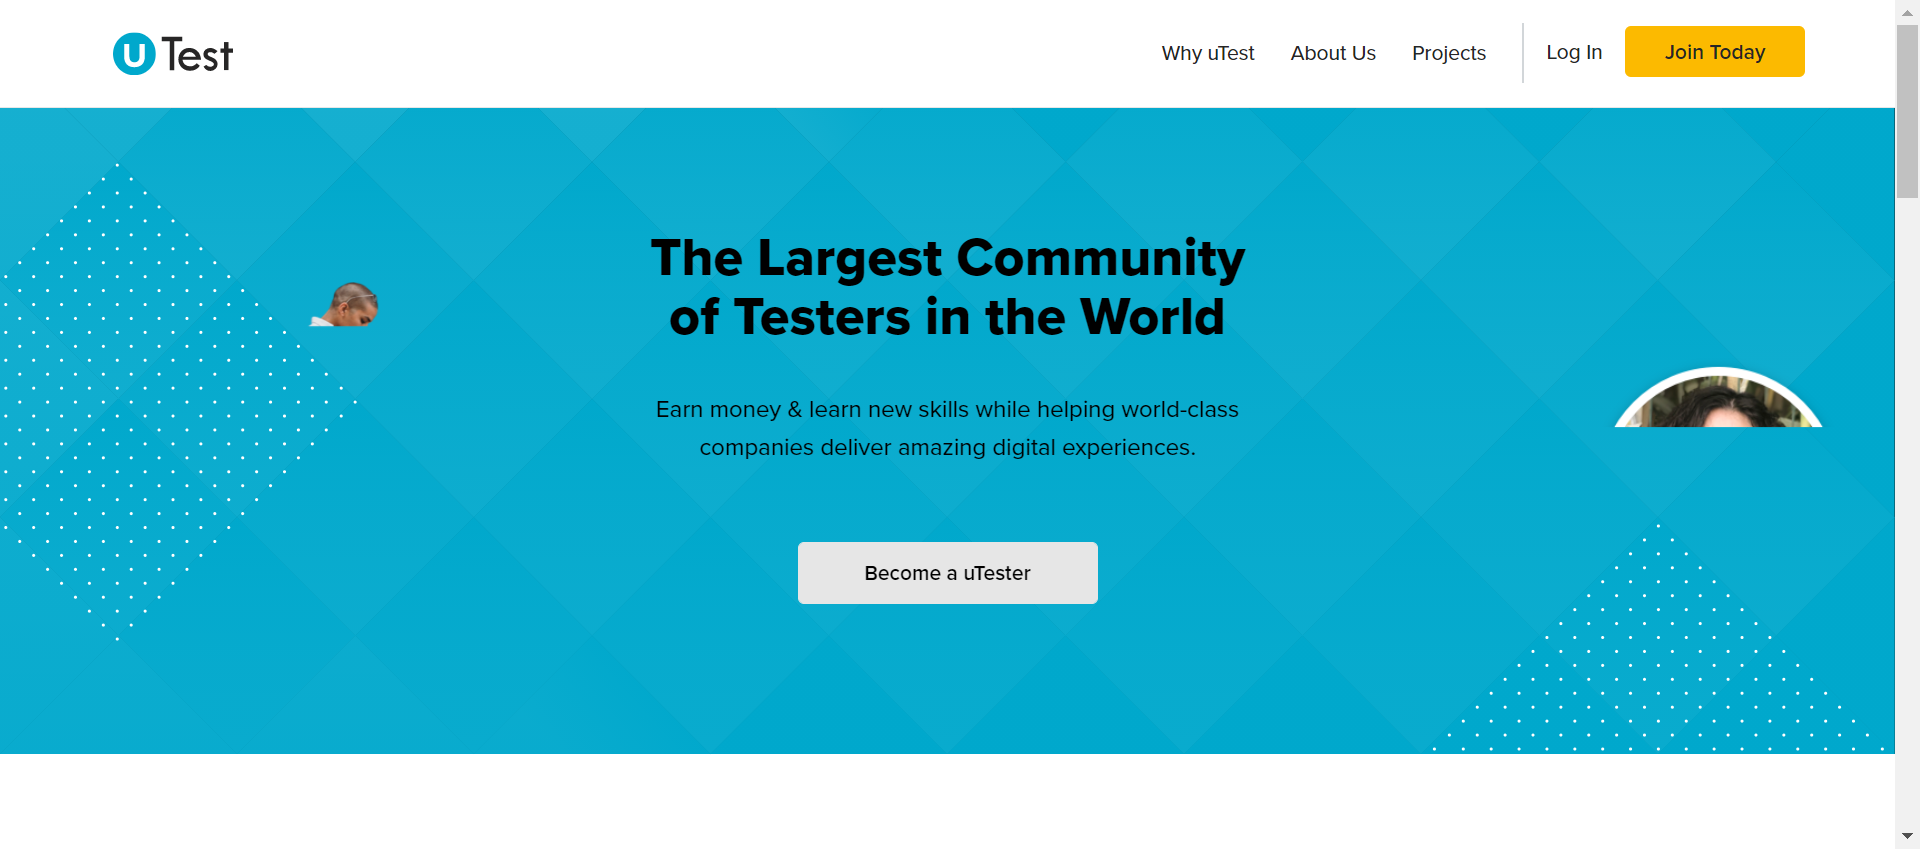 uTest
Why uTest
About Us
Projects
Log In
Join Today
The Largest Community
of Testers in the World
Earn money & learn new skills while helping world-class
companies deliver amazing digital experiences.
Become a uTester